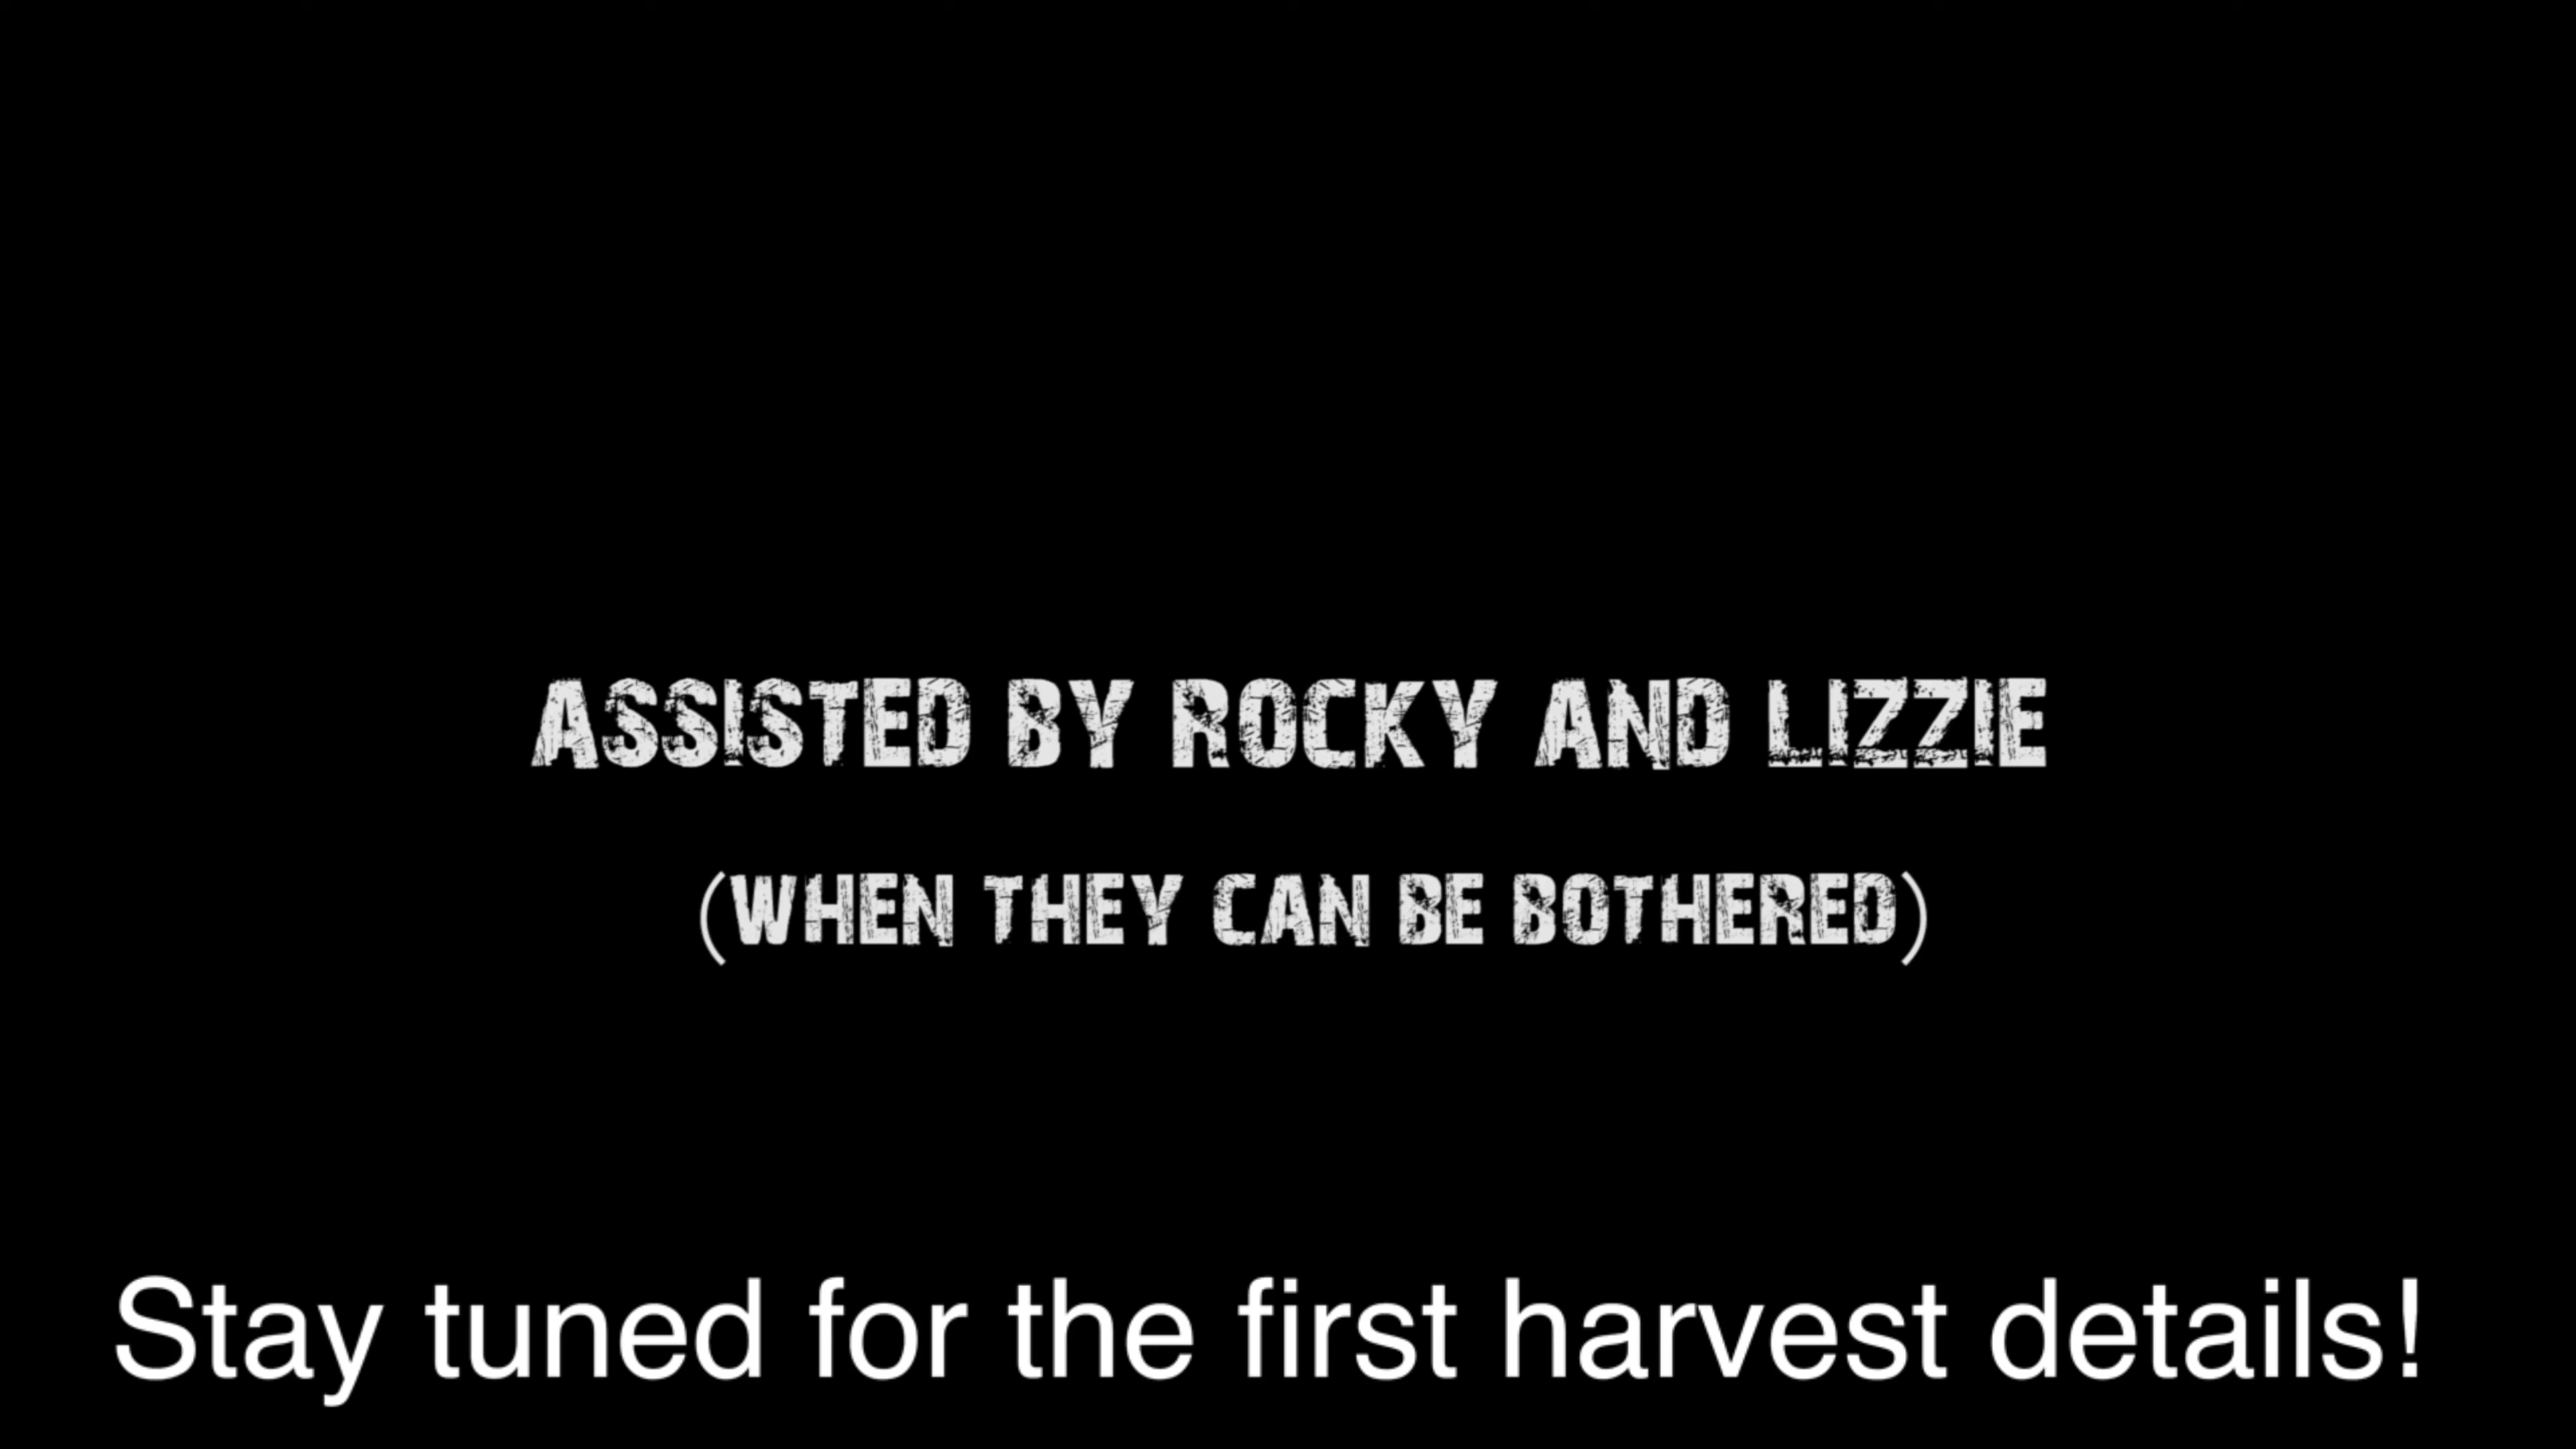 ASSISTED BY ROCKY AND LIZZIE
(WHEN THEY CAN BE BOTHERED)
Stay tuned for the first harvest details!